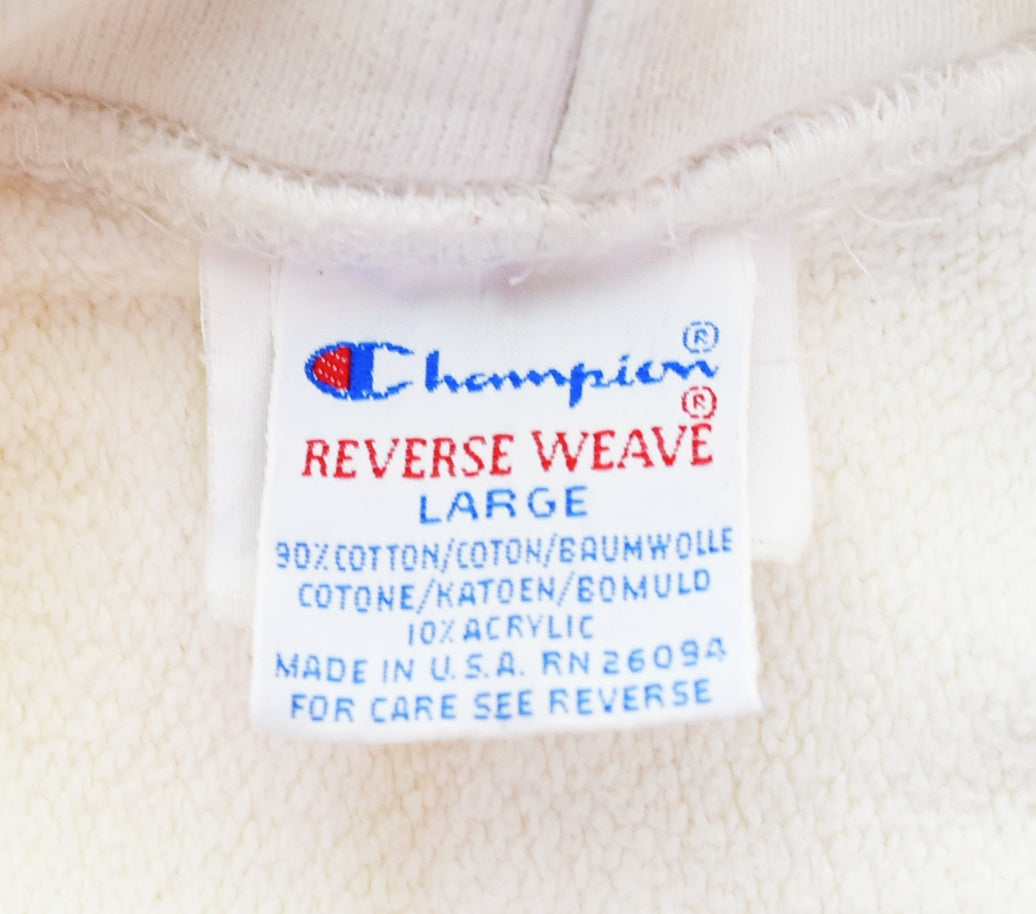 Champion®
REVERSE WEAVE®
LARGE
90% COTTON/COTON/BAUMWOLLE
COTONE/KATOEN/BOMULD
10% ACRYLIC
MADE IN U.S.A. RN 26094
FOR CARE SEE REVERSE